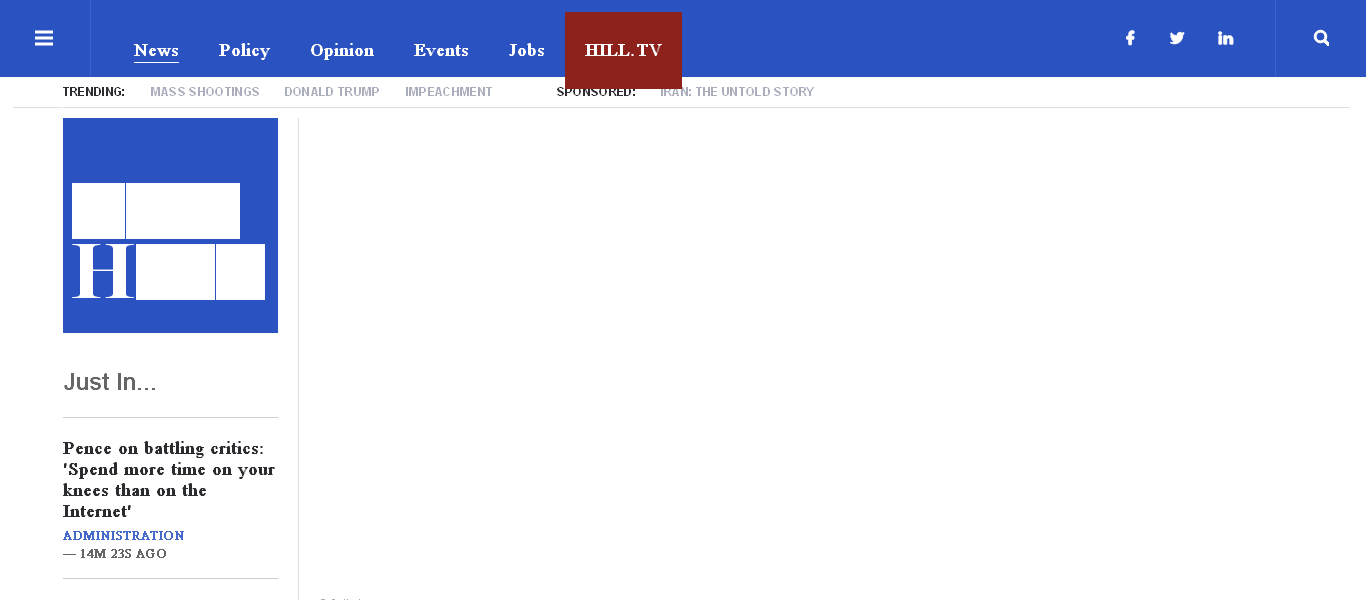 News Policy Opinion Events Jobs HILL.TV
TRENDING: MASS SHOOTINGS DONALD TRUMP IMPEACHMENT SPONSORED: IRAN: THE UNTOLD STORY
H
Just In...
Pence on battling critics:
'Spend more time on your
knees than on the
Internet'
ADMINISTRATION
— 14M 23S AGO